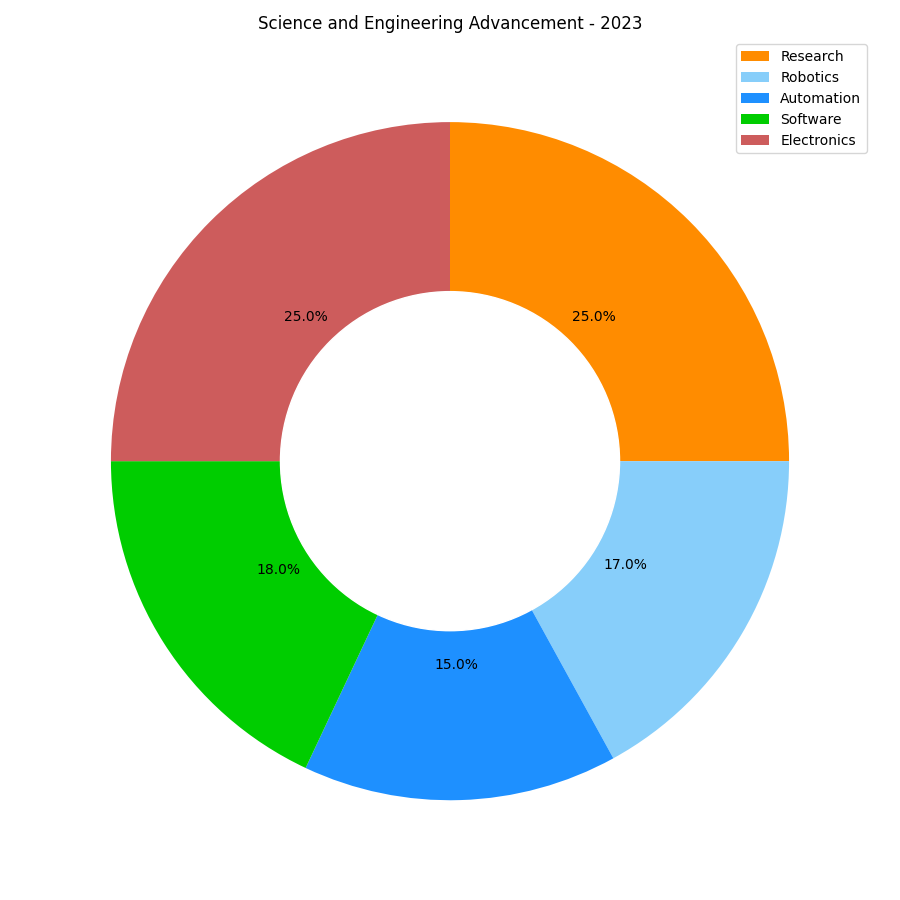 Science and Engineering Advancement - 2023
Research
Robotics
Automation
Software
Electronics
25.0%
25.0%
17.0%
18.0%
15.0%